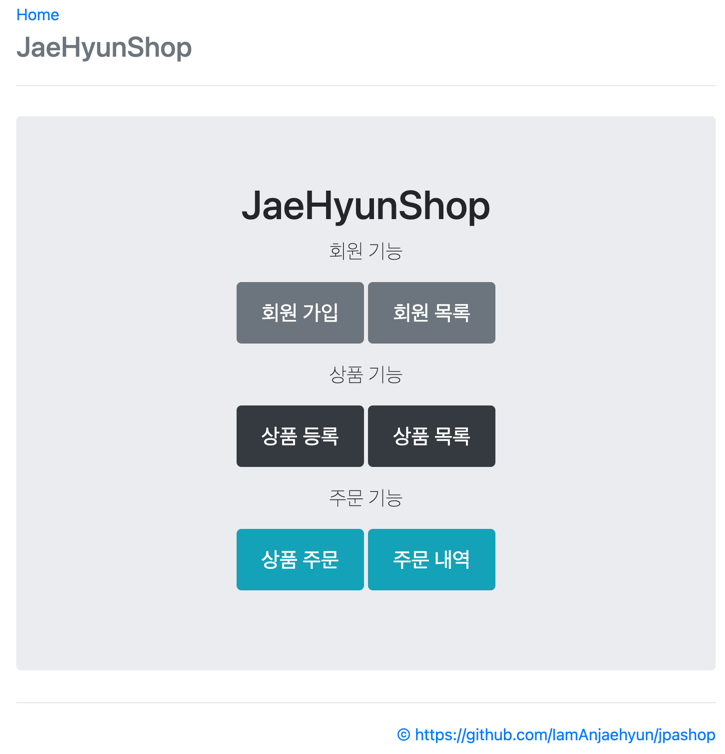 Home
JaeHyunShop
JaeHyunShop
회원 기능
회원 가입 회원 목록
상품 기능
상품 등록 상품 목록
주문 기능
상품 주문 주문 내역
© https://github.com/IamAnjaehyun/jpashop